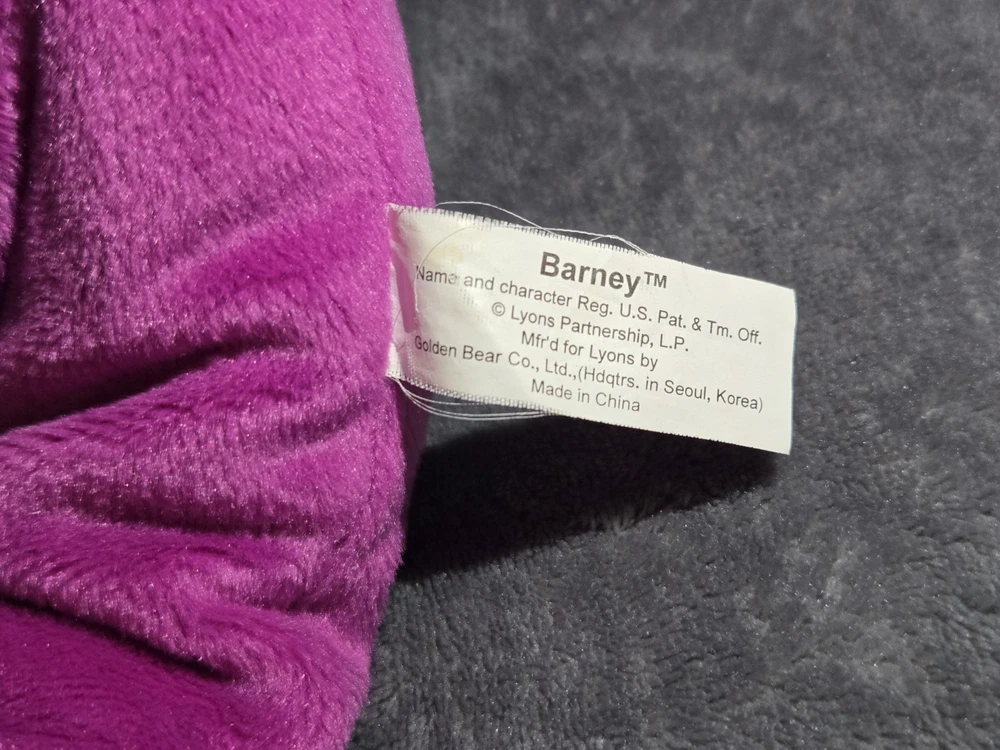 Barney™
Name and character Reg. U.S. Pat. & Tm. Off.
© Lyons Partnership, L.P.
Mfr'd for Lyons by
Golden Bear Co., Ltd.,(Hdqtrs. in Seoul, Korea)
Made in China